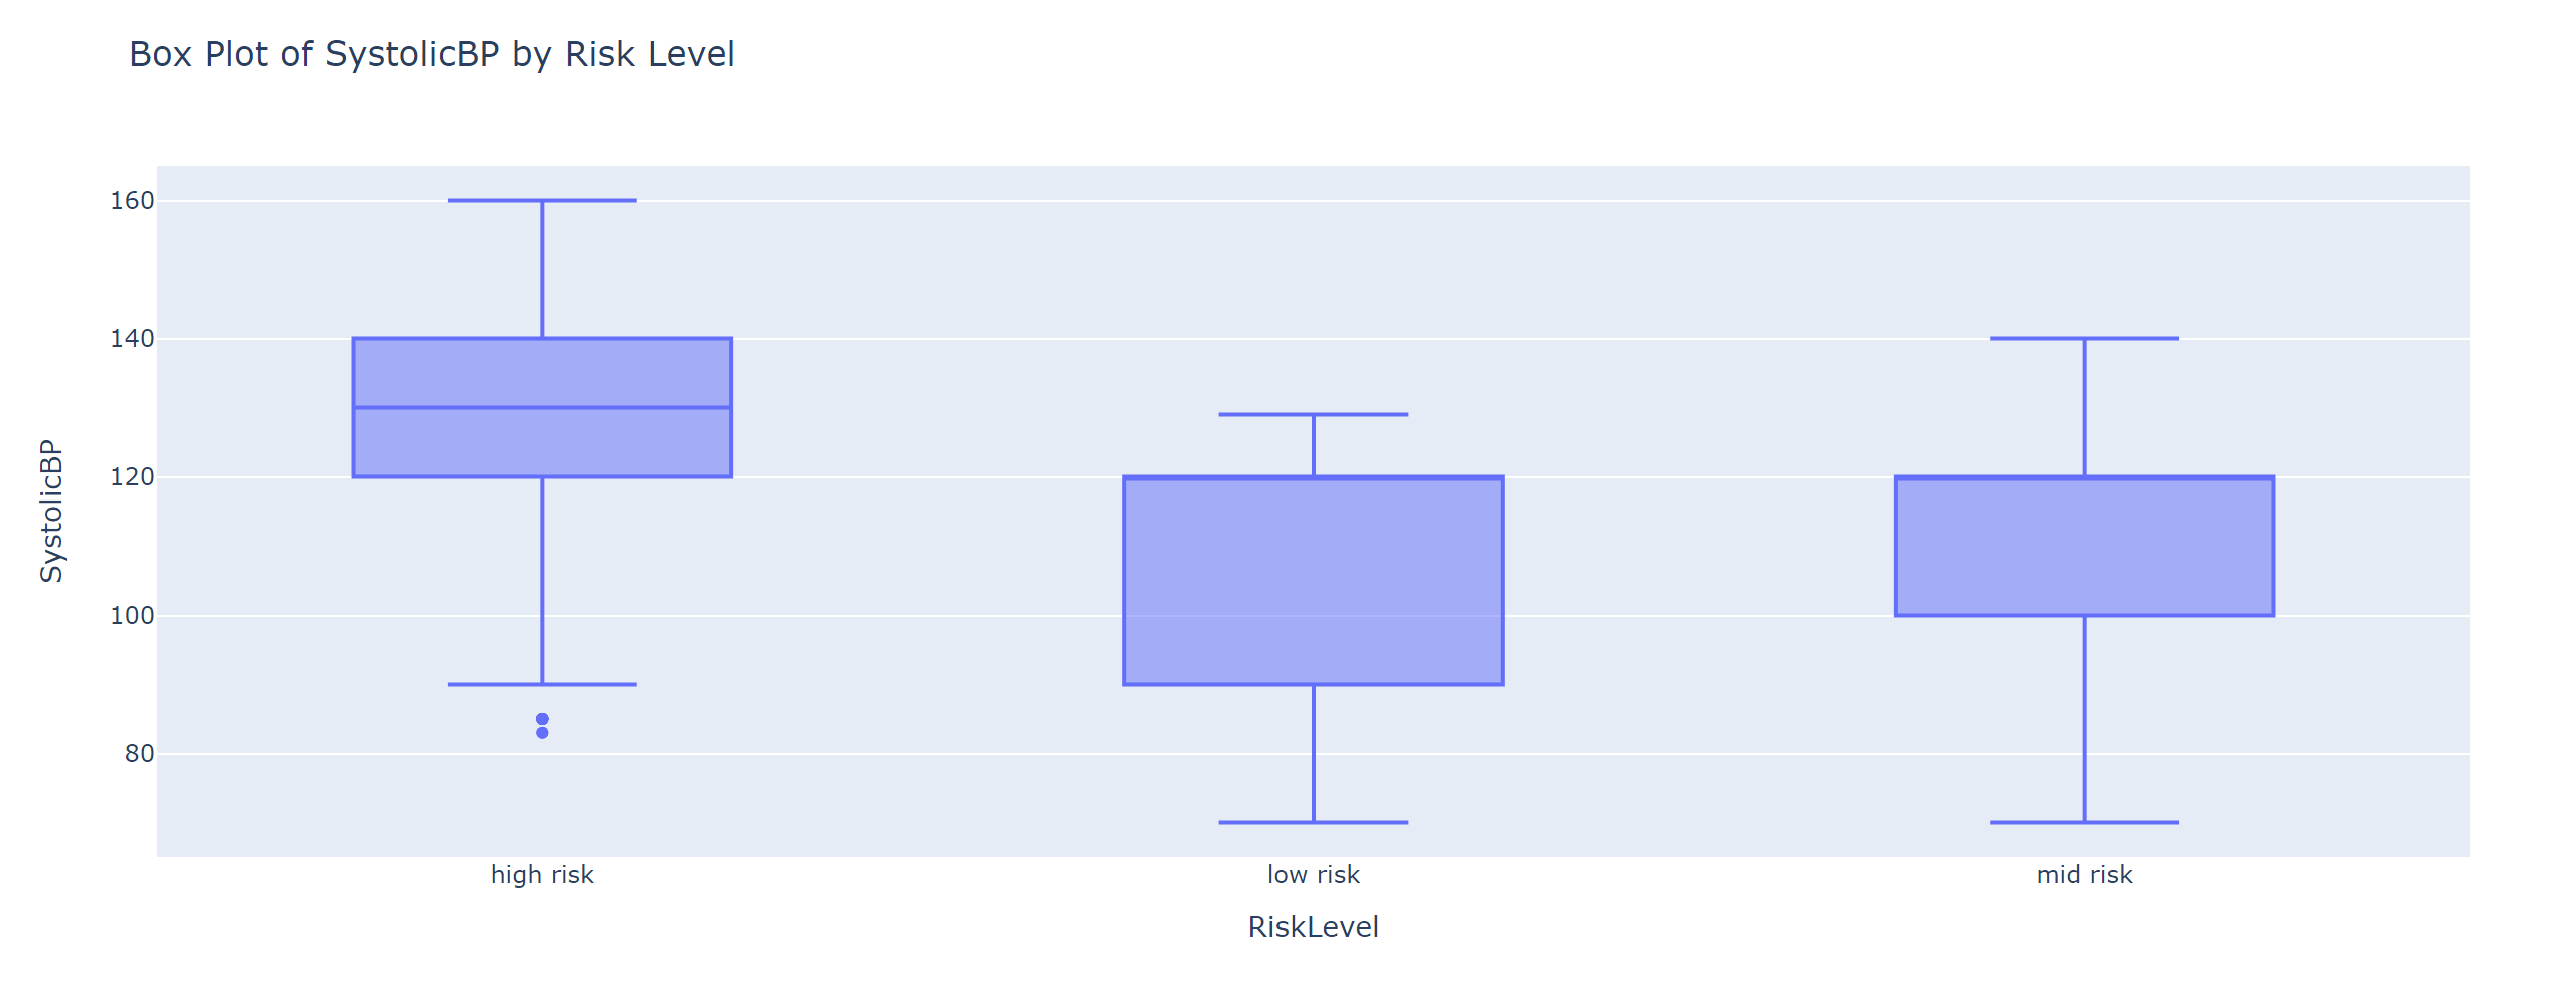 Box Plot of SystolicBP by Risk Level
SystolicBP
160
140
120
100
80
high risk
low risk
mid risk
RiskLevel